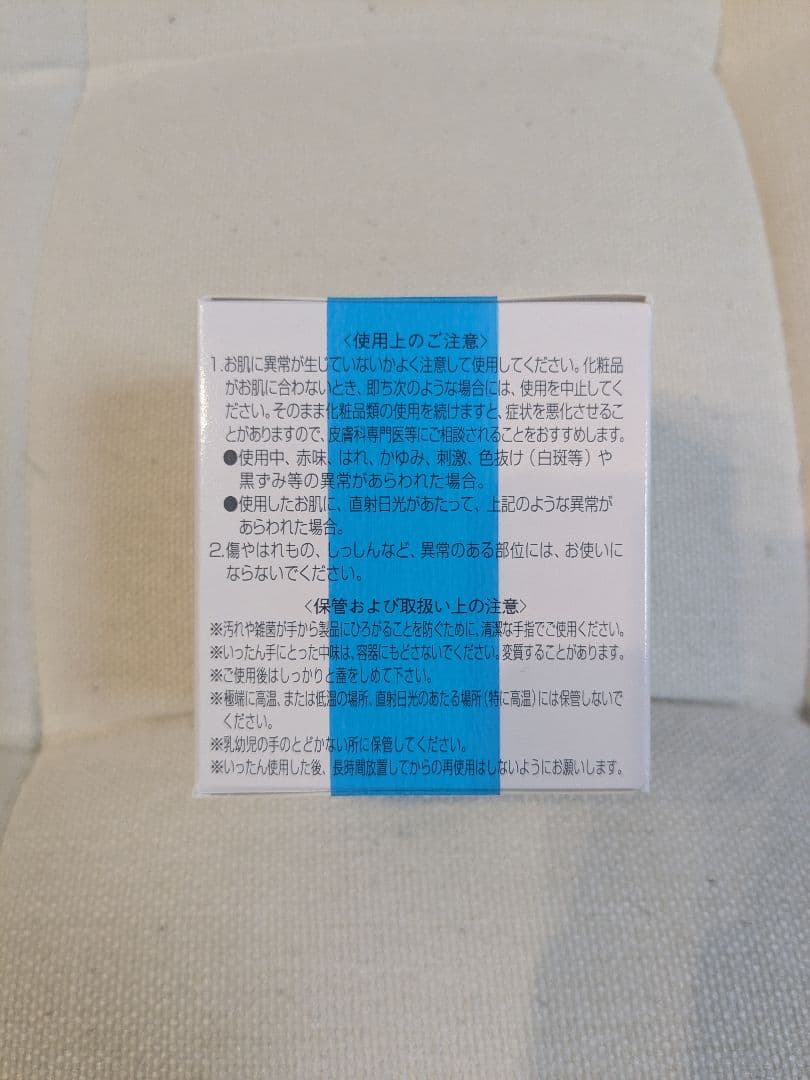 〈使用上のご注意〉
1.お肌に異常が生じていないかよく注意して使用してください。化粧品
がお肌に合わないとき、即ち次のような場合には、使用を中止してく
ださい。そのまま化粧品類の使用を続けますと、症状を悪化させるこ
とがありますので、皮膚科専門医等にご相談されることをおすすめします。
●使用中、赤味、はれ、かゆみ、刺激、色抜け（白斑等）や
黒ずみ等の異常があらわれた場合。
●使用したお肌に、直射日光があたって、上記のような異常が
あらわれた場合。
2.傷やはれもの、しっしんなど、異常のある部位には、お使いに
ならないでください。
〈保管および取扱い上の注意〉
※汚れや雑菌が手から製品にひろがることを防ぐために、清潔な手指でご使用ください。
※いったん手にとった中味は、容器にもどさないでください。変質することがあります。
※ご使用後はしっかりと蓋をしめて下さい。
※極端に高温、または低温の場所、直射日光のあたる場所（特に高温）には保管しないで
ください。
※乳幼児の手のとどかない所に保管してください。
※いったん使用した後、長時間放置してからの再使用はしないようにお願いします。